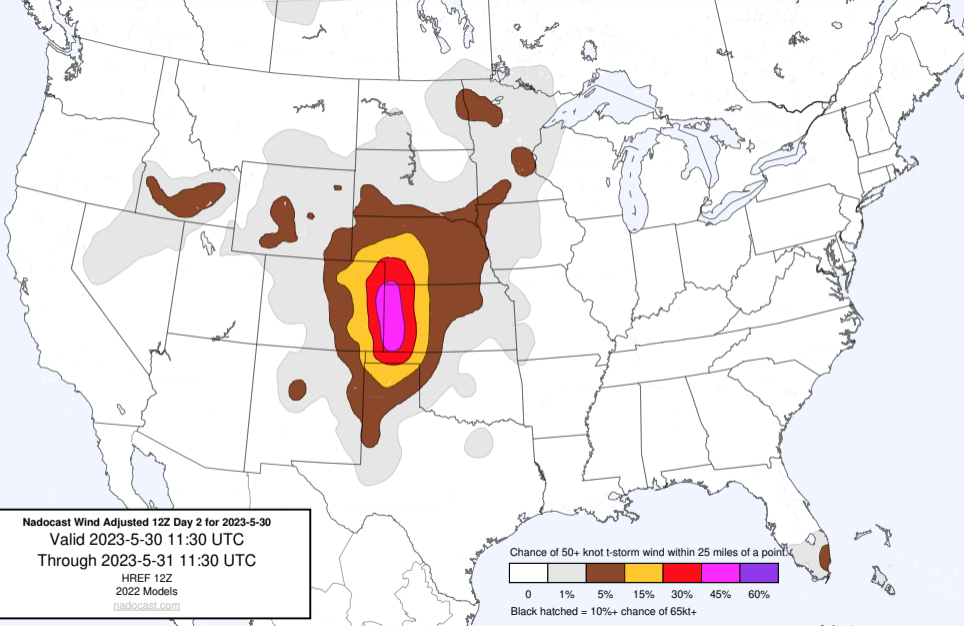 Nadocast Wind Adjusted 12Z Day 2 for 2023-5-30
Valid 2023-5-30 11:30 UTC
Through 2023-5-31 11:30 UTC
HREF 12Z
2022 Models
nadocast.com
Chance of 50+ knot t-storm wind within 25 miles of a point.
0 1% 5% 15% 30% 45% 60%
Black hatched = 10%+ chance of 65kt+